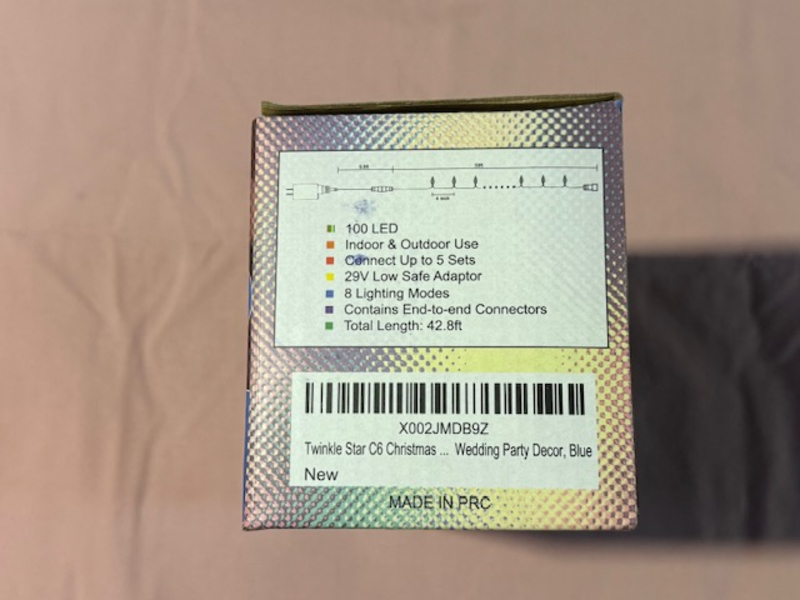 100 LED
Indoor & Outdoor Use
Connect Up to 5 Sets
29V Low Safe Adaptor
8 Lighting Modes
Contains End-to-end Connectors
Total Length: 42.8ft
X002JMDB9Z
Twinkle Star C6 Christmas ... Wedding Party Decor, Blue
New
MADE IN PRC